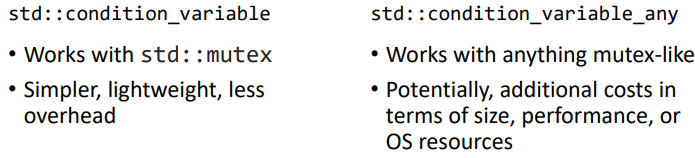 std::condition_variable
• Works with std::mutex
• Simpler, lightweight, less
overhead
std::condition_variable_any
• Works with anything mutex-like
• Potentially, additional costs in
terms of size, performance, or
OS resources